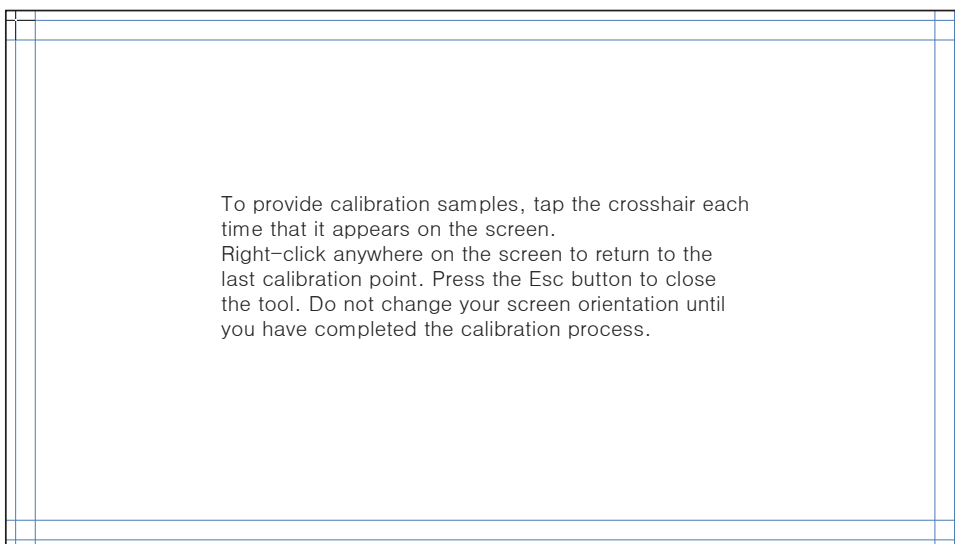 To provide calibration samples, tap the crosshair each
time that it appears on the screen.
Right-click anywhere on the screen to return to the
last calibration point. Press the Esc button to close
the tool. Do not change your screen orientation until
you have completed the calibration process.